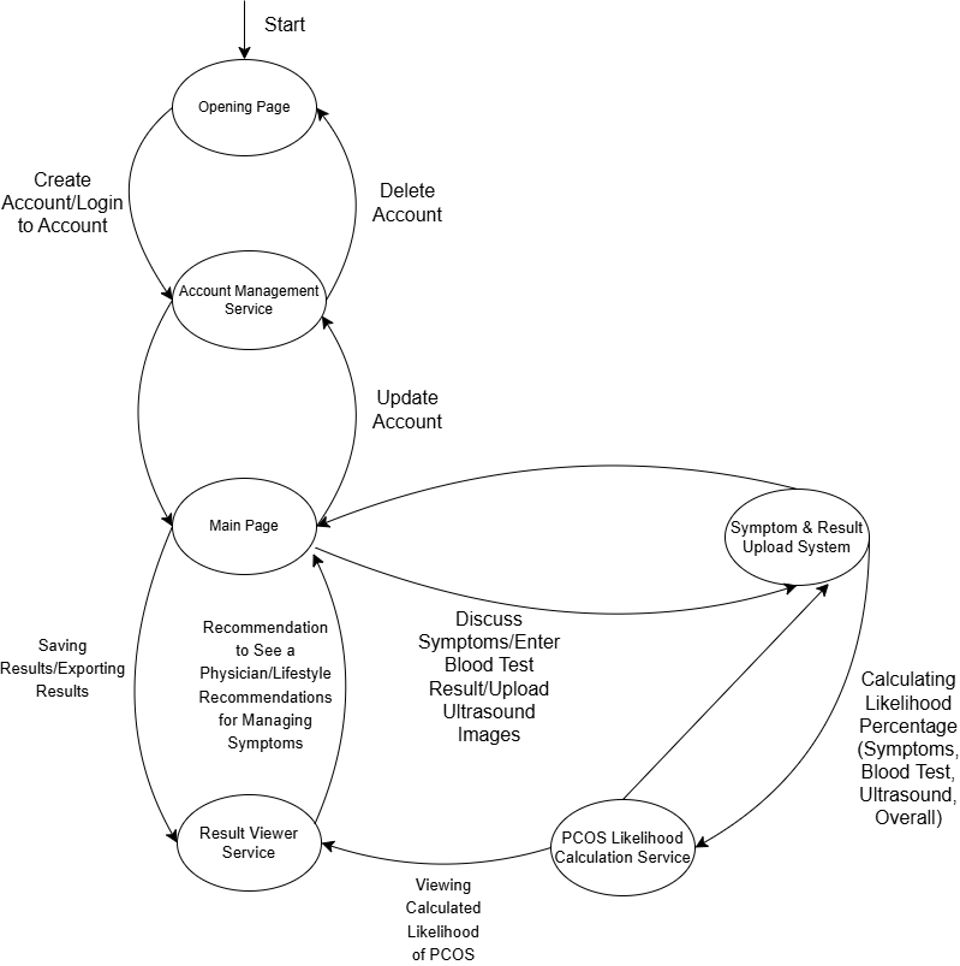 Start
Opening Page
Create
Account/Login
to Account
Delete
Account
Account Management
Service
Update
Account
Main Page
Symptom & Result
Upload System
Saving
Results/Exporting
Results
Recommendation
to See a
Physician/Lifestyle
Recommendations
for Managing
Symptoms
Discuss
Symptoms/Enter
Blood Test
Result/Upload
Ultrasound
Images
Calculating
Likelihood
Percentage
(Symptoms,
Blood Test,
Ultrasound,
Overall)
Result Viewer
Service
PCOS Likelihood
Calculation Service
Viewing
Calculated
Likelihood
of PCOS